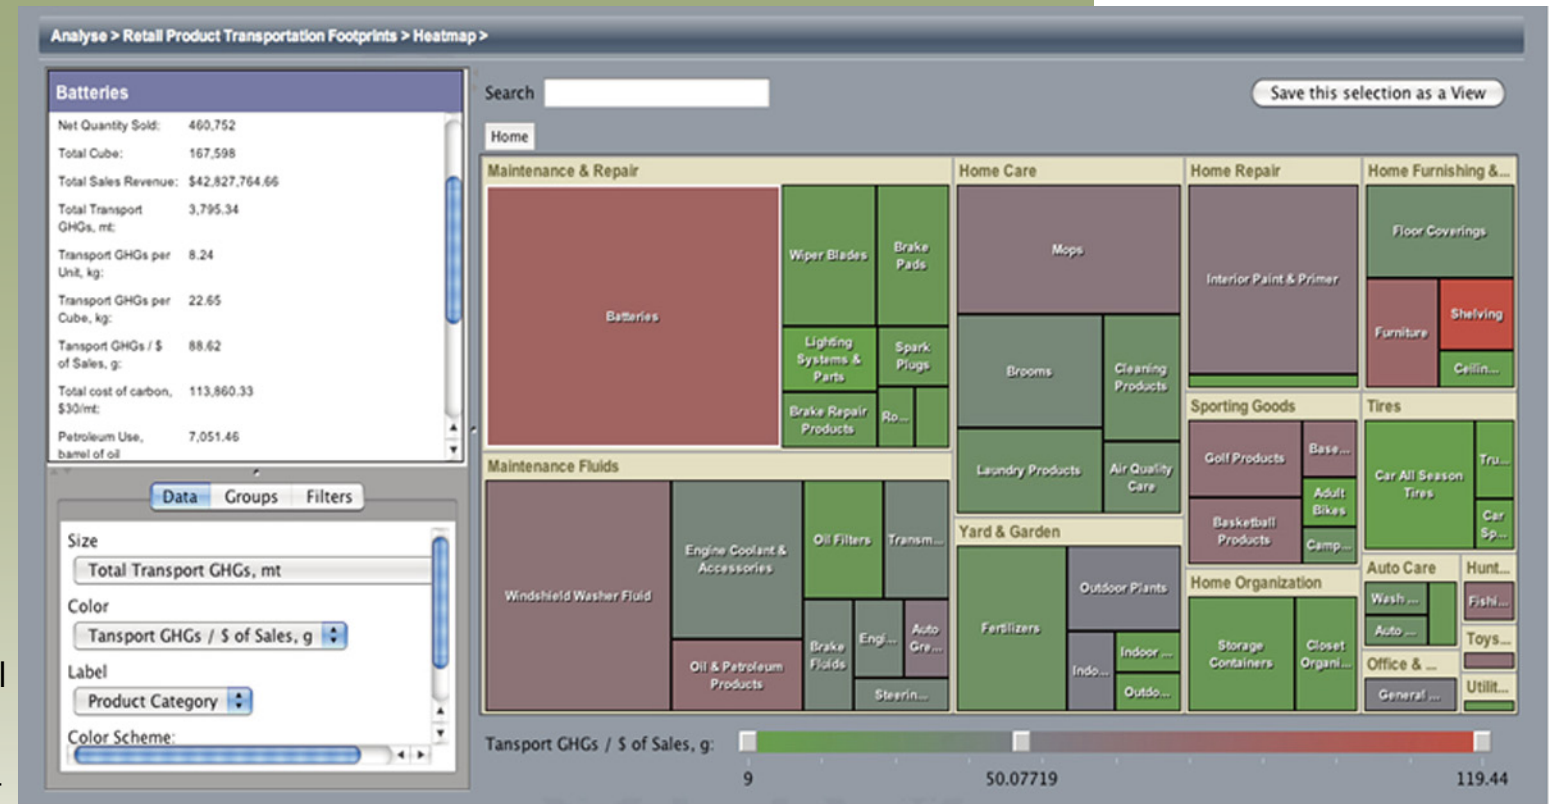 Analyse > Retail Product Transportation Footprints > Heatmap >
Batteries
Net Quantity Sold: 460,752
Total Cube: 167,598
Total Sales Revenue: $42,827,764.66
Total Transport 3,795.34
GHGs, mt:
Transport GHGs per 8.24
Unit, kg:
Transport GHGs per 22.65
Cube, kg:
Tansport GHGs / $ 88.62
of Sales, g:
Total cost of carbon, 113,860.33
$30/mt:
Petroleum Use, 7,051.46
barrel of oil
Data Groups Filters
Size
Total Transport GHGs, mt
Color
Tansport GHGs / $ of Sales, g
Label
Product Category
Color Scheme:
Search
Save this selection as a View
Home
Maintenance & Repair
Batteries
Wiper Blades
Brake
Pads
Lighting
Systems &
Parts
Spark
Plugs
Brake Repair
Products
Ro...
Maintenance Fluids
Windshield Washer Fluid
Engine Coolant &
Accessories
Oil Filters
Transm...
Oil & Petroleum
Products
Brake
Fluids
Engi...
Auto
Gre...
Steerin...
Home Care
Mops
Brooms
Cleaning
Products
Laundry Products
Air Quality
Care
Yard & Garden
Fertilizers
Outdoor Plants
Indo...
Indoor ...
Outdo...
Home Repair
Interior Paint & Primer
Sporting Goods
Golf Products
Base...
Adult
Bikes
Basketball
Products
Camp...
Home Organization
Storage
Containers
Closet
Organi...
Home Furnishing &...
Floor Coverings
Furniture
Shelving
Ceilin...
Tires
Car All Season
Tires
Tru...
Car
Sp...
Auto Care
Wash ...
Auto ...
Hunt...
Fishi...
Toys...
Office & ...
General ...
Utilit...
Tansport GHGs / $ of Sales, g:
9 50.07719 119.44